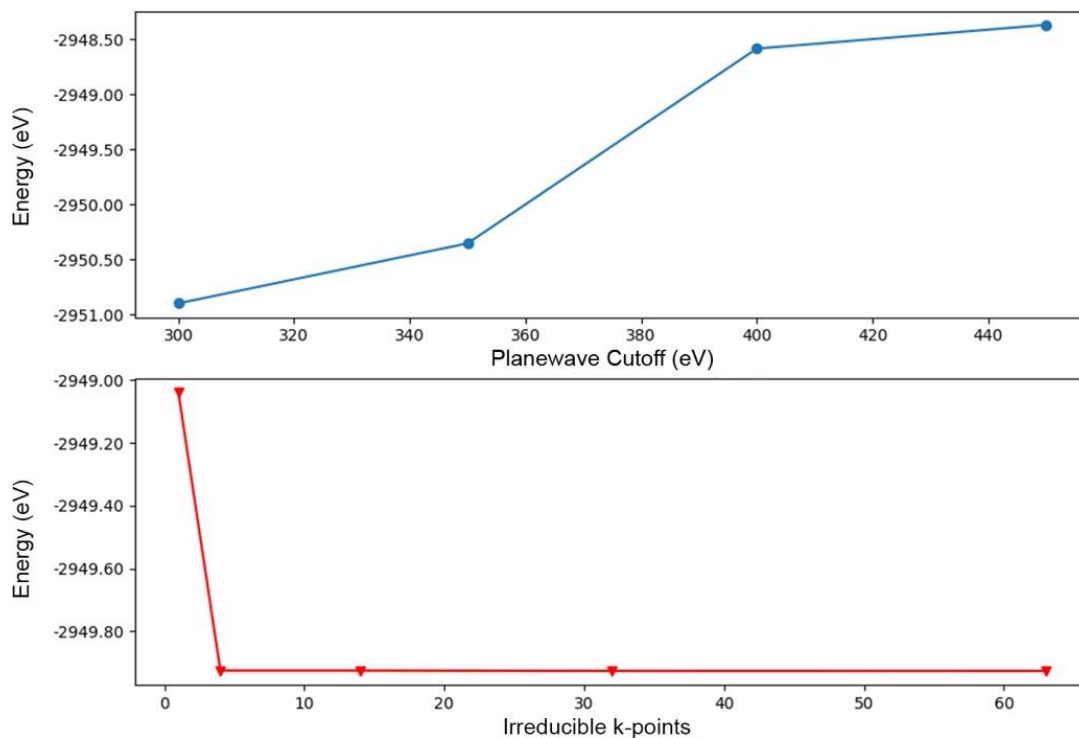 -2948.50
-2949.00
-2949.50
-2950.00
-2950.50
-2951.00
Energy (eV)
300 320 340 360 380 400 420 440
Planewave Cutoff (eV)
-2949.00
-2949.20
-2949.40
-2949.60
-2949.80
Energy (eV)
0 10 20 30 40 50 60
Irreducible k-points